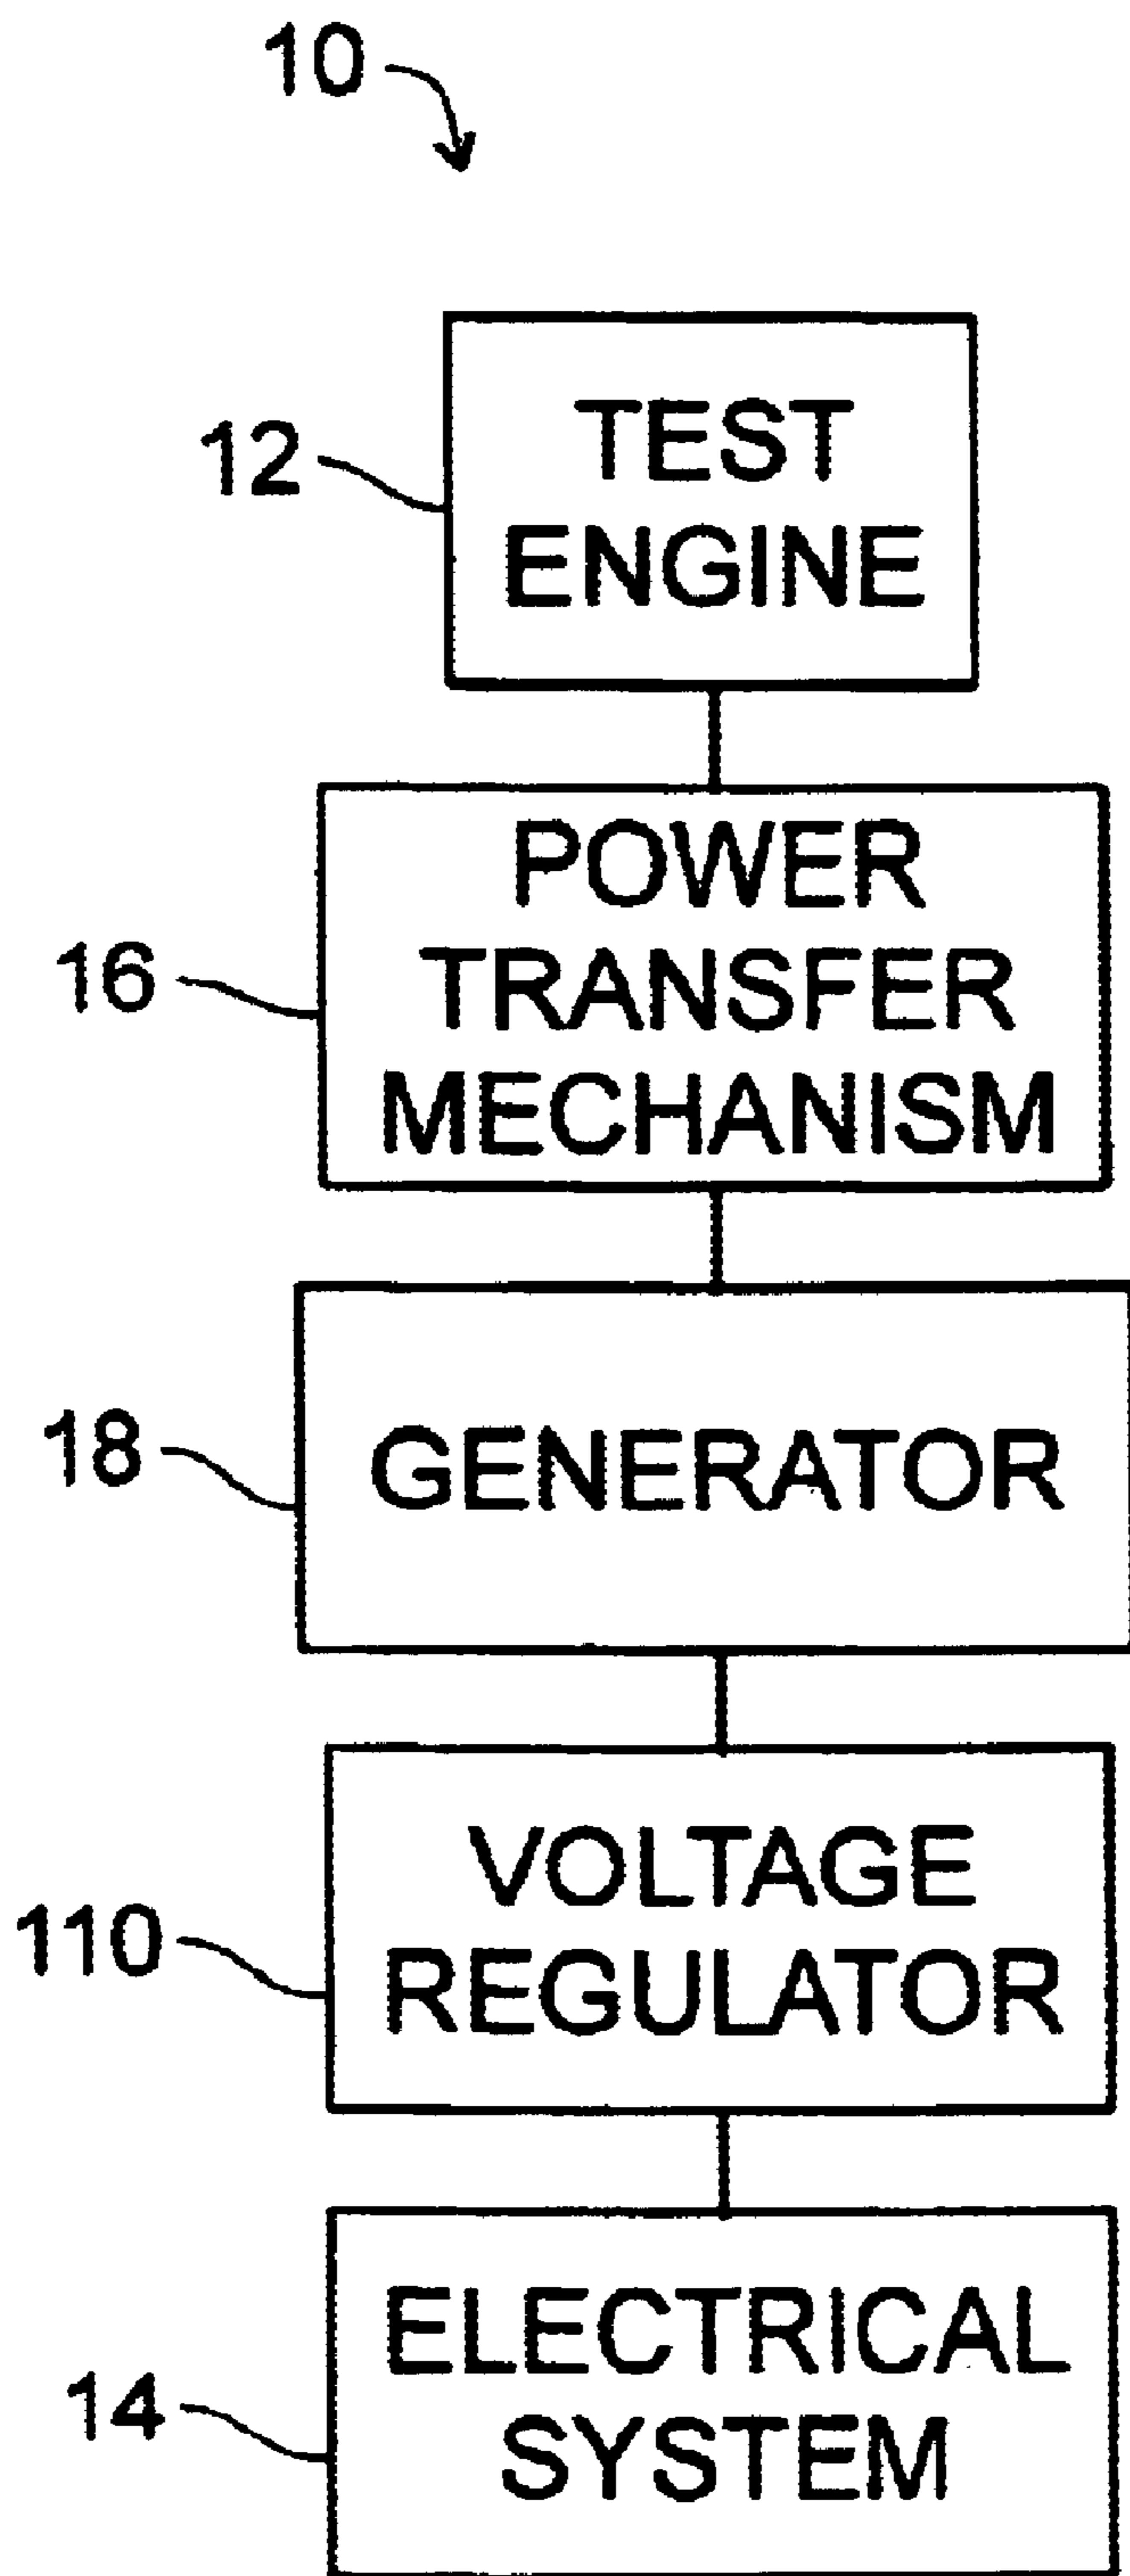 10
12
TEST
ENGINE
16
POWER
TRANSFER
MECHANISM
18
GENERATOR
110
VOLTAGE
REGULATOR
14
ELECTRICAL
SYSTEM